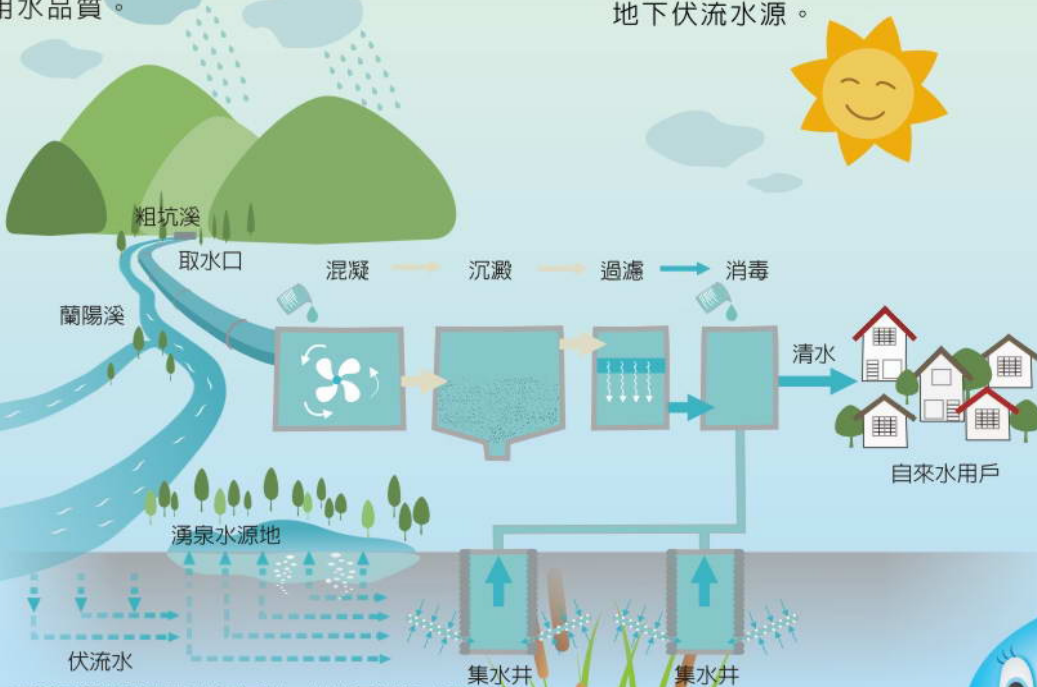 用水品質。
地下伏流水源。
粗坑溪
取水口
混凝
沉澱
過濾
消毒
蘭陽溪
清水
自來水用戶
湧泉水源地
伏流水
集水井
集水井